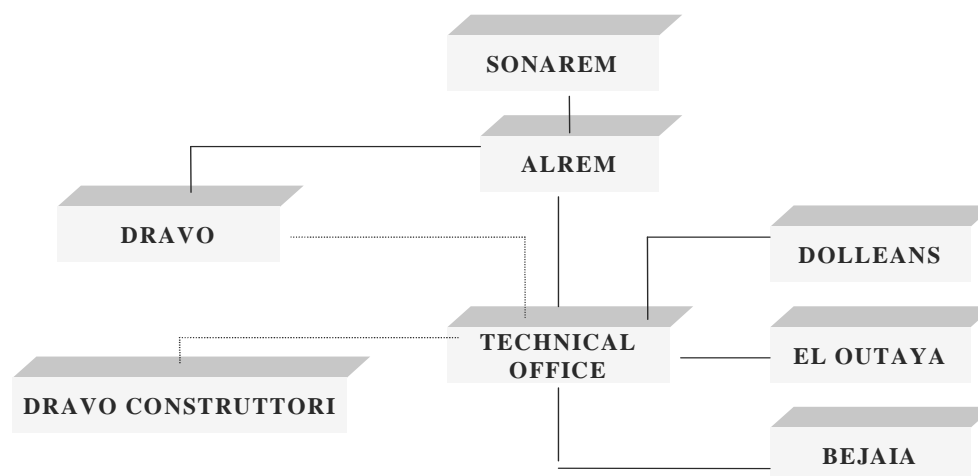 SONAREM
ALREM
DRAVO
DOLLEANS
TECHNICAL
OFFICE
EL OUTAYA
DRAVO CONSTRUTTORI
BEJAIA